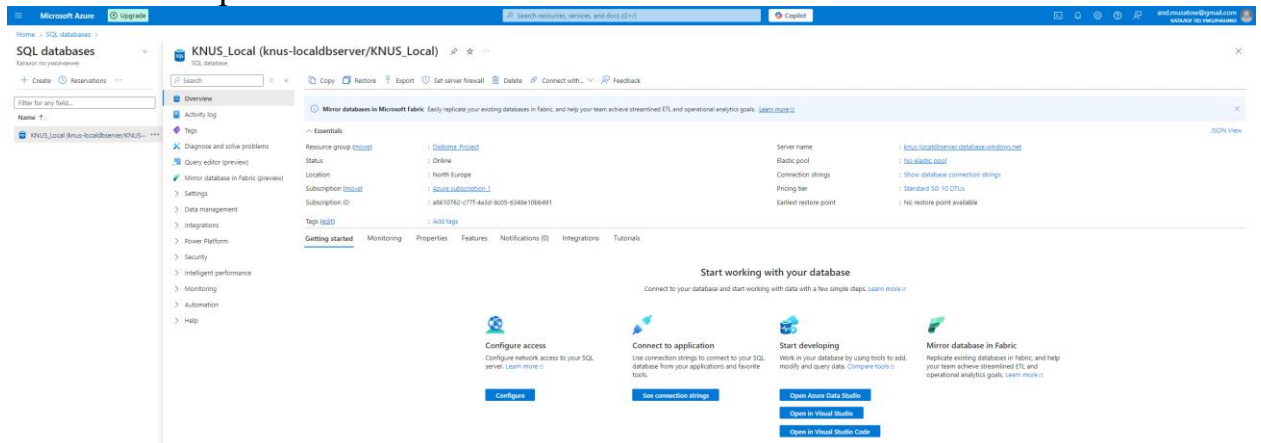 Microsoft Azure
Upgrade
Search resources, services, and docs (G+/)
Copilot
and.musatow@gmail.com
КАТАЛОГ ПО УМОЛЧАНИЮ
Home > SQL databases >
SQL databases
Каталог по умолчанию
+ Create
Reservations
Filter for any field...
Name ↑
KNUS_Local (knus-localdbserver/KNUS-
KNUS_Local (knus-localdbserver/KNUS_Local)
SQL database
Search
Overview
Activity log
Tags
Diagnose and solve problems
Query editor (preview)
Mirror database in Fabric (preview)
Settings
Data management
Integrations
Power Platform
Security
Intelligent performance
Monitoring
Automation
Help
Copy Restore Export Set server firewall Delete Connect with... Feedback
Mirror databases in Microsoft Fabric Easily replicate your existing databases in Fabric, and help your team achieve streamlined ETL and operational analytics goals. Learn more
Essentials
JSON View
Resource group (move) : Diploma_Project
Status : Online
Location : North Europe
Subscription (move) : Azure subscription 1
Subscription ID
Tags (edit) : Add tags
Server name : knus-localdbserver.database.windows.net
Elastic pool : No elastic pool
Connection strings : Show database connection strings
Pricing tier : Standard S0: 10 DTUs
Earliest restore point : No restore point available
Getting started Monitoring Properties Features Notifications (0) Integrations Tutorials
Start working with your database
Connect to your database and start working with data with a few simple steps. Learn more
Configure access
Configure network access to your SQL
server. Learn more
Configure
Connect to application
Use connection strings to connect to your SQL
database from your applications and favorite
tools.
See connection strings
Start developing
Work in your database by using tools to add,
modify and query data. Compare tools
Open Azure Data Studio
Open in Visual Studio
Open in Visual Studio Code
Mirror database in Fabric
Replicate existing databases in Fabric, and help
your team achieve streamlined ETL and
operational analytics goals. Learn more